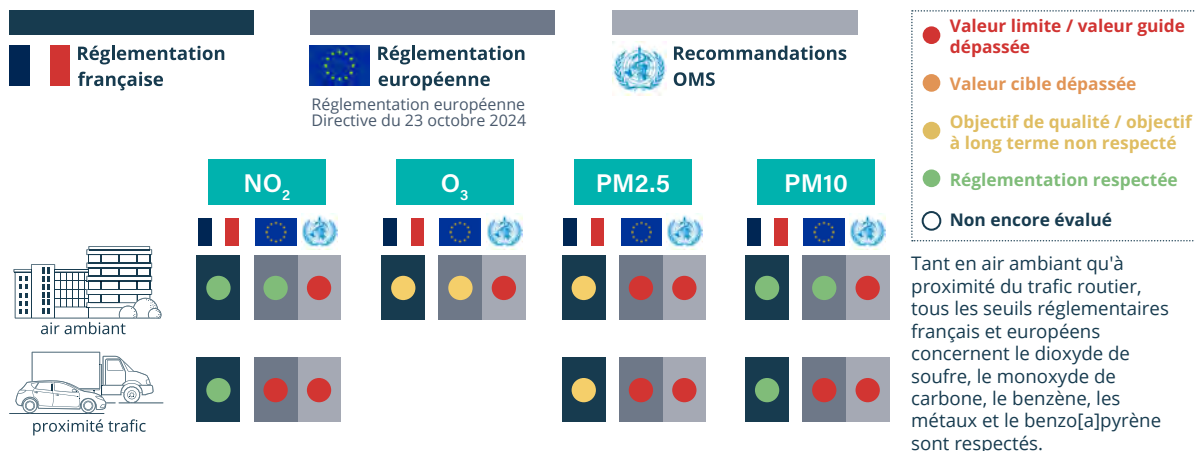 Réglementation
française
Réglementation
européenne
Réglementation européenne
Directive du 23 octobre 2024
Recommandations
OMS
Valeur limite / valeur guide
dépassée
Valeur cible dépassée
Objectif de qualité / objectif
à long terme non respecté
Réglementation respectée
Non encore évalué
NO₂
O₃
PM2.5
PM10
air ambiant
proximité trafic
Tant en air ambiant qu'à
proximité du trafic routier,
tous les seuils réglementaires
français et européens
concernent le dioxyde de
soufre, le monoxyde de
carbone, le benzène, les
métaux et le benzo[a]pyrène
sont respectés.